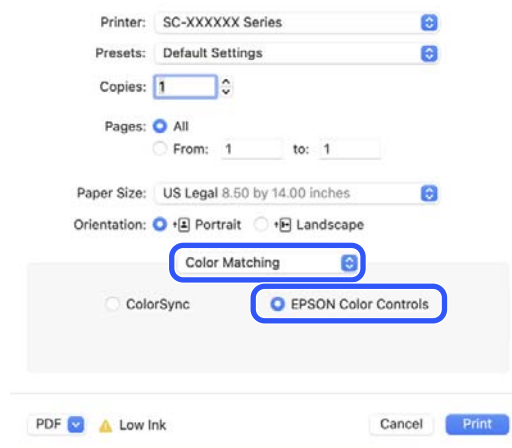 Printer: SC-XXXXXX Series
Presets: Default Settings
Copies: 1
Pages: All
From: 1 to: 1
Paper Size: US Legal 8.50 by 14.00 inches
Orientation: Portrait Landscape
Color Matching
ColorSync EPSON Color Controls
PDF Low Ink Cancel Print